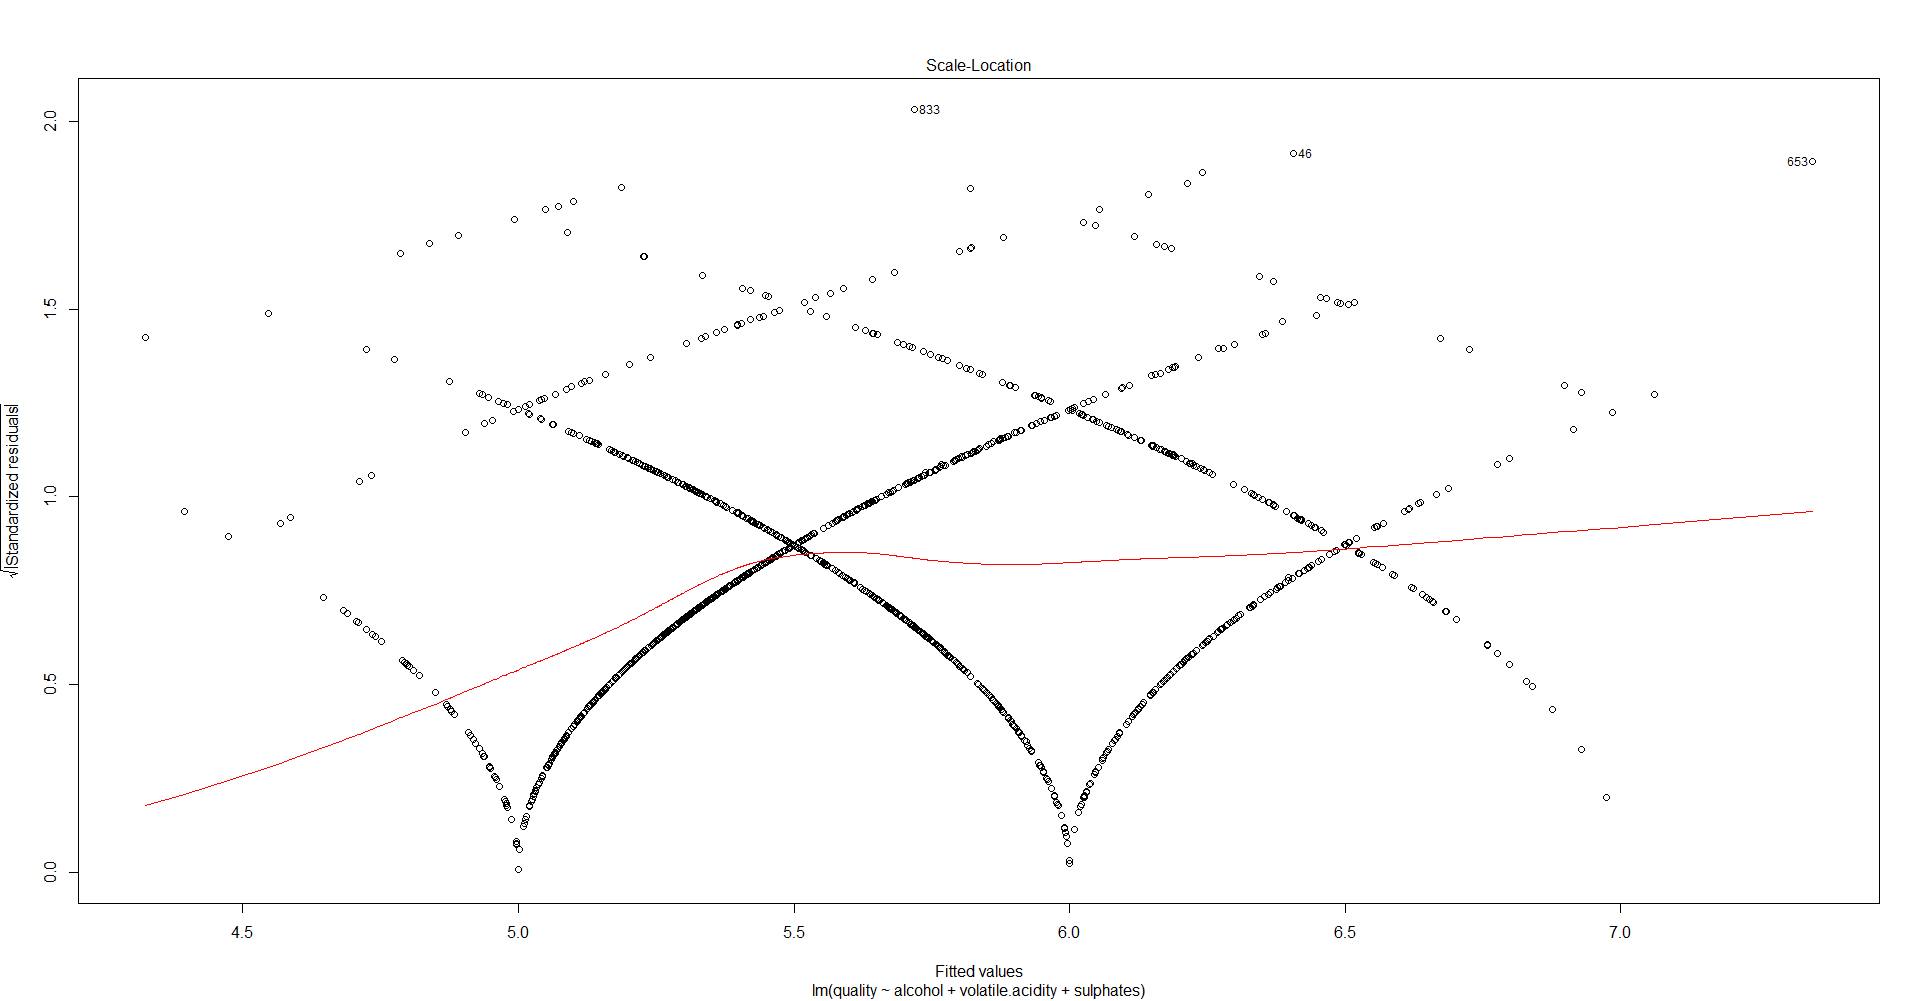 Scale-Location
833
46
653
2.0
1.5
1.0
0.5
0.0
√|Standardized residuals|
4.5 5.0 5.5 6.0 6.5 7.0
Fitted values
lm(quality ~ alcohol + volatile.acidity + sulphates)